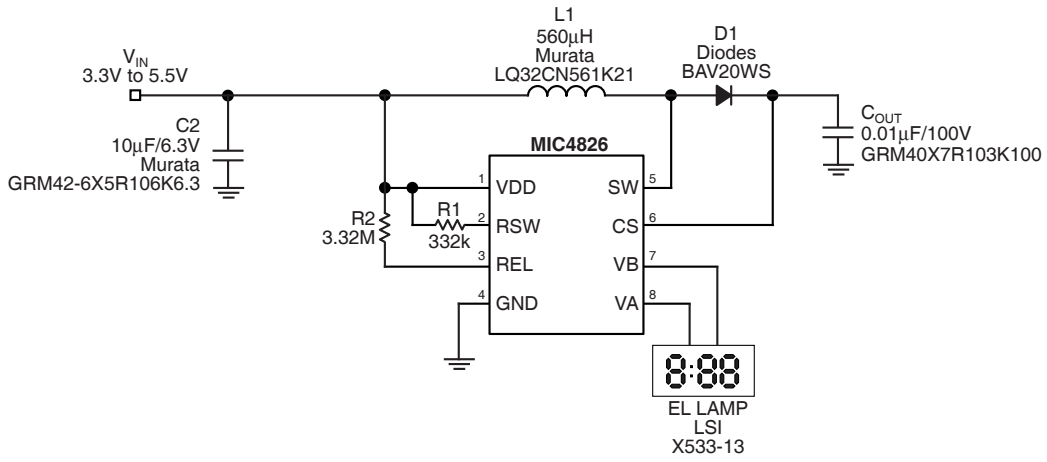 L1
560µH
Murata
LQ32CN561K21
D1
Diodes
BAV20WS
VIN
3.3V to 5.5V
C2
10µF/6.3V
Murata
GRM42-6X5R106K6.3
COUT
0.01µF/100V
GRM40X7R103K100
MIC4826
1
VDD
SW
5
R2
3.32M
R1
332k
2
RSW
CS
6
3
REL
VB
7
4
GND
VA
8
8:88
EL LAMP
LSI
X533-13